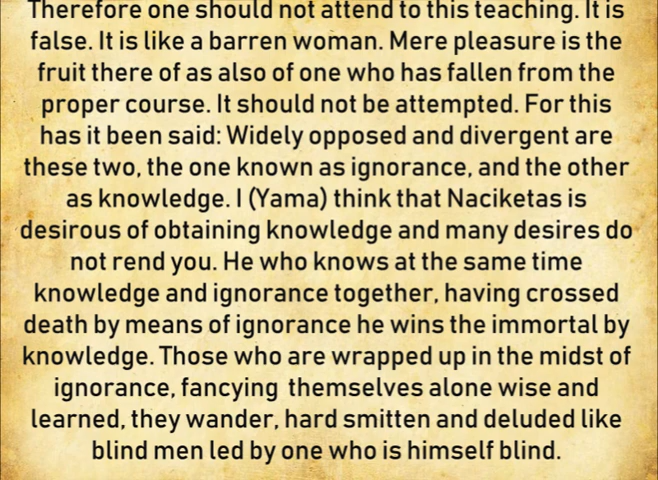 Therefore one should not attend to this teaching. It is
false. It is like a barren woman. Mere pleasure is the
fruit there of as also of one who has fallen from the
proper course. It should not be attempted. For this
has it been said: Widely opposed and divergent are
these two, the one known as ignorance, and the other
as knowledge. I (Yama) think that Naciketas is
desirous of obtaining knowledge and many desires do
not rend you. He who knows at the same time
knowledge and ignorance together, having crossed
death by means of ignorance he wins the immortal by
knowledge. Those who are wrapped up in the midst of
ignorance, fancying  themselves alone wise and
learned, they wander, hard smitten and deluded like
blind men led by one who is himself blind.